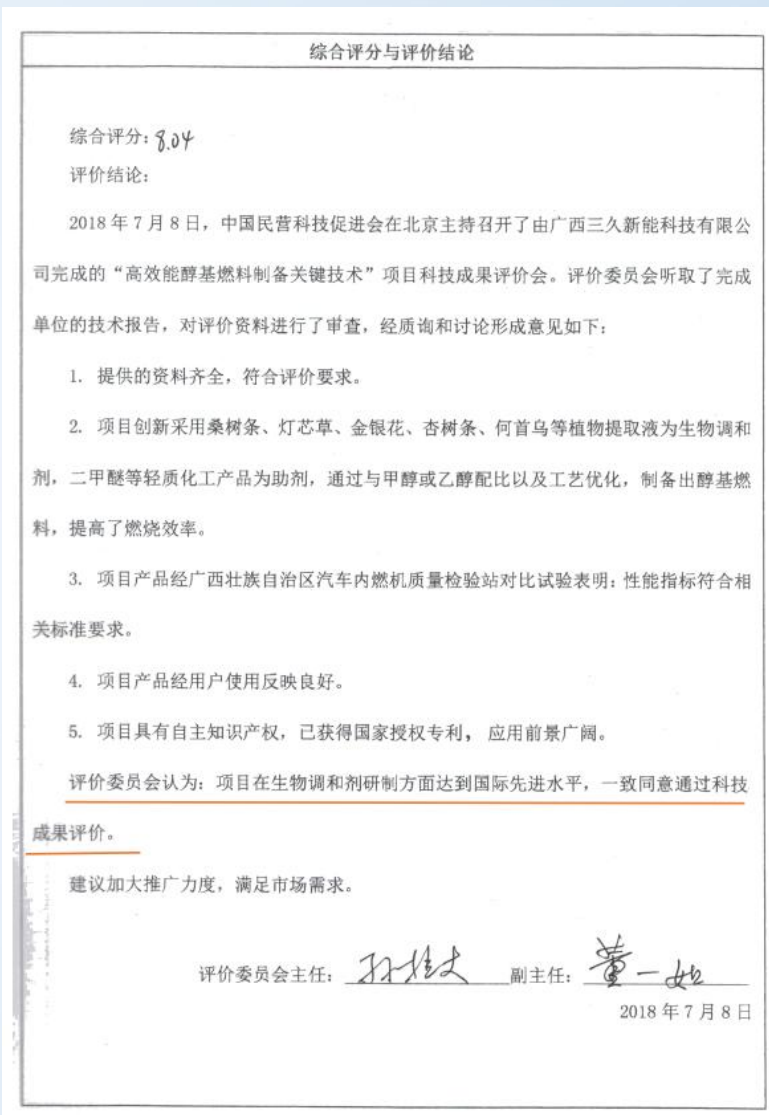 综合评分与评价结论
综合评分：8.04
评价结论：
2018 年 7 月 8 日，中国民营科技促进会在北京主持召开了由广西三久新能科技有限公
司完成的“高效能醇基燃料制备关键技术”项目科技成果评价会。评价委员会听取了完成
单位的技术报告，对评价资料进行了审查，经质询和讨论形成意见如下：
1. 提供的资料齐全，符合评价要求。
2. 项目创新采用桑树条、灯芯草、金银花、杏树条、何首乌等植物提取液为生物调和
剂，二甲醚等轻质化工产品为助剂，通过与甲醇或乙醇配比以及工艺优化，制备出醇基燃
料，提高了燃烧效率。
3. 项目产品经广西壮族自治区汽车内燃机质量检验站对比试验表明：性能指标符合相
关标准要求。
4. 项目产品经用户使用反映良好。
5. 项目具有自主知识产权，已获得国家授权专利， 应用前景广阔。
评价委员会认为：项目在生物调和剂研制方面达到国际先进水平，一致同意通过科技
成果评价。
建议加大推广力度，满足市场需求。
评价委员会主任： 副主任：董一如
2018 年 7 月 8 日